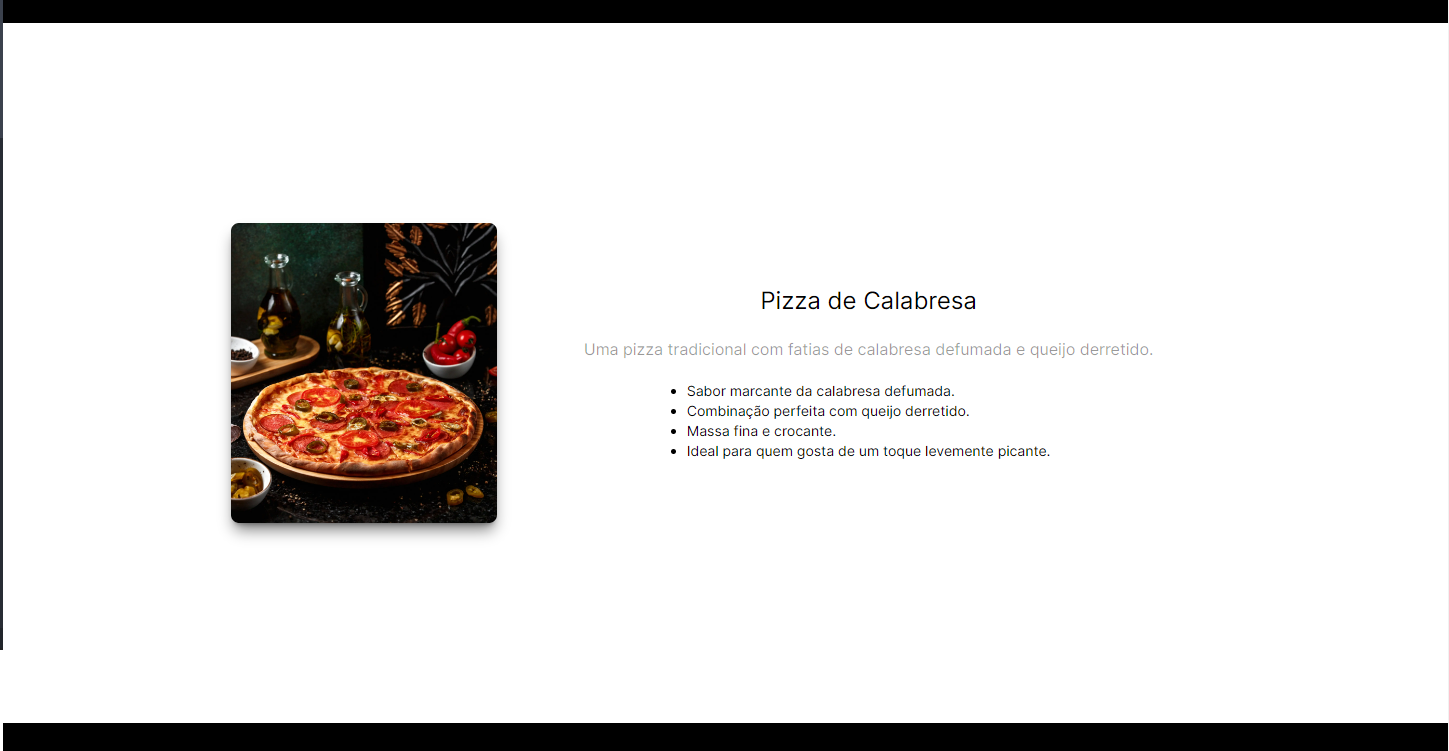 Pizza de Calabresa
Uma pizza tradicional com fatias de calabresa defumada e queijo derretido.
• Sabor marcante da calabresa defumada.
• Combinação perfeita com queijo derretido.
• Massa fina e crocante.
• Ideal para quem gosta de um toque levemente picante.